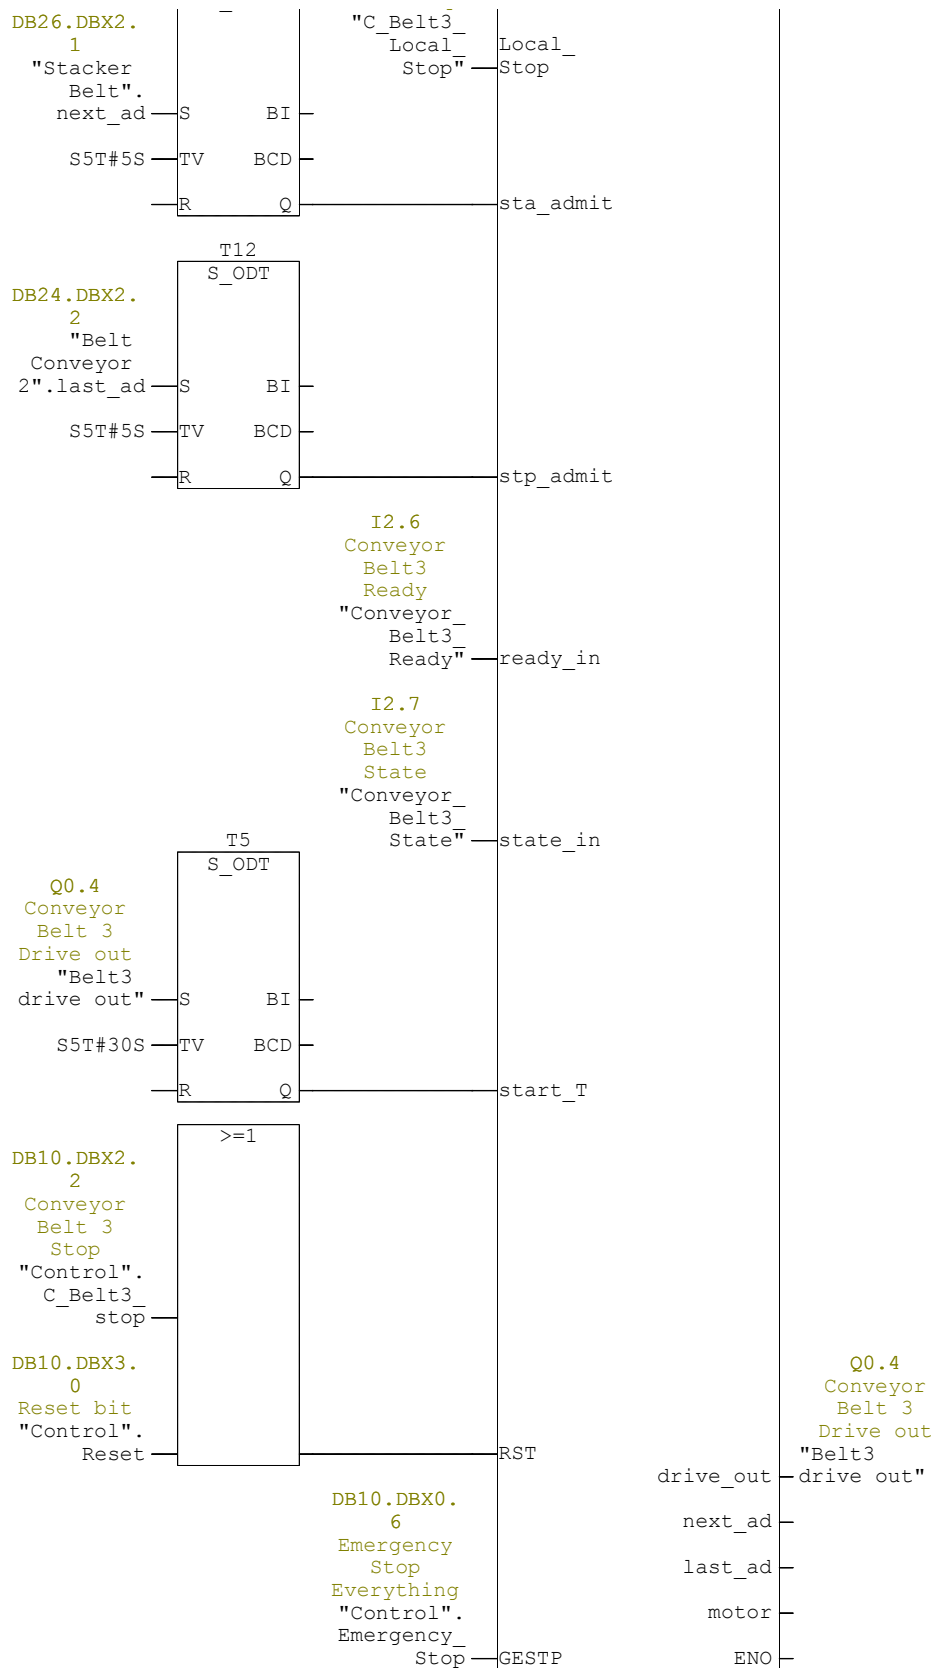 DB26.DBX2.
1
"Stacker
Belt".
next_ad
S
BI
S5T#5S
TV
BCD
R
Q
"C_Belt3_
Local_
Stop"
Local_
Stop
sta_admit
T12
S_ODT
DB24.DBX2.
2
"Belt
Conveyor
2".last_ad
S
BI
S5T#5S
TV
BCD
R
Q
stp_admit
I2.6
Conveyor
Belt3
Ready
"Conveyor_
Belt3_
Ready"
ready_in
I2.7
Conveyor
Belt3
State
"Conveyor_
Belt3_
State"
state_in
T5
S_ODT
Q0.4
Conveyor
Belt 3
Drive out
"Belt3
drive out"
S
BI
S5T#30S
TV
BCD
R
Q
start_T
>=1
DB10.DBX2.
2
Conveyor
Belt 3
Stop
"Control".
C_Belt3_
stop
DB10.DBX3.
0
Reset bit
"Control".
Reset
RST
Q0.4
Conveyor
Belt 3
Drive out
"Belt3
drive out"
drive_out
next_ad
last_ad
motor
ENO
DB10.DBX0.
6
Emergency
Stop
Everything
"Control".
Emergency_
Stop
GESTP